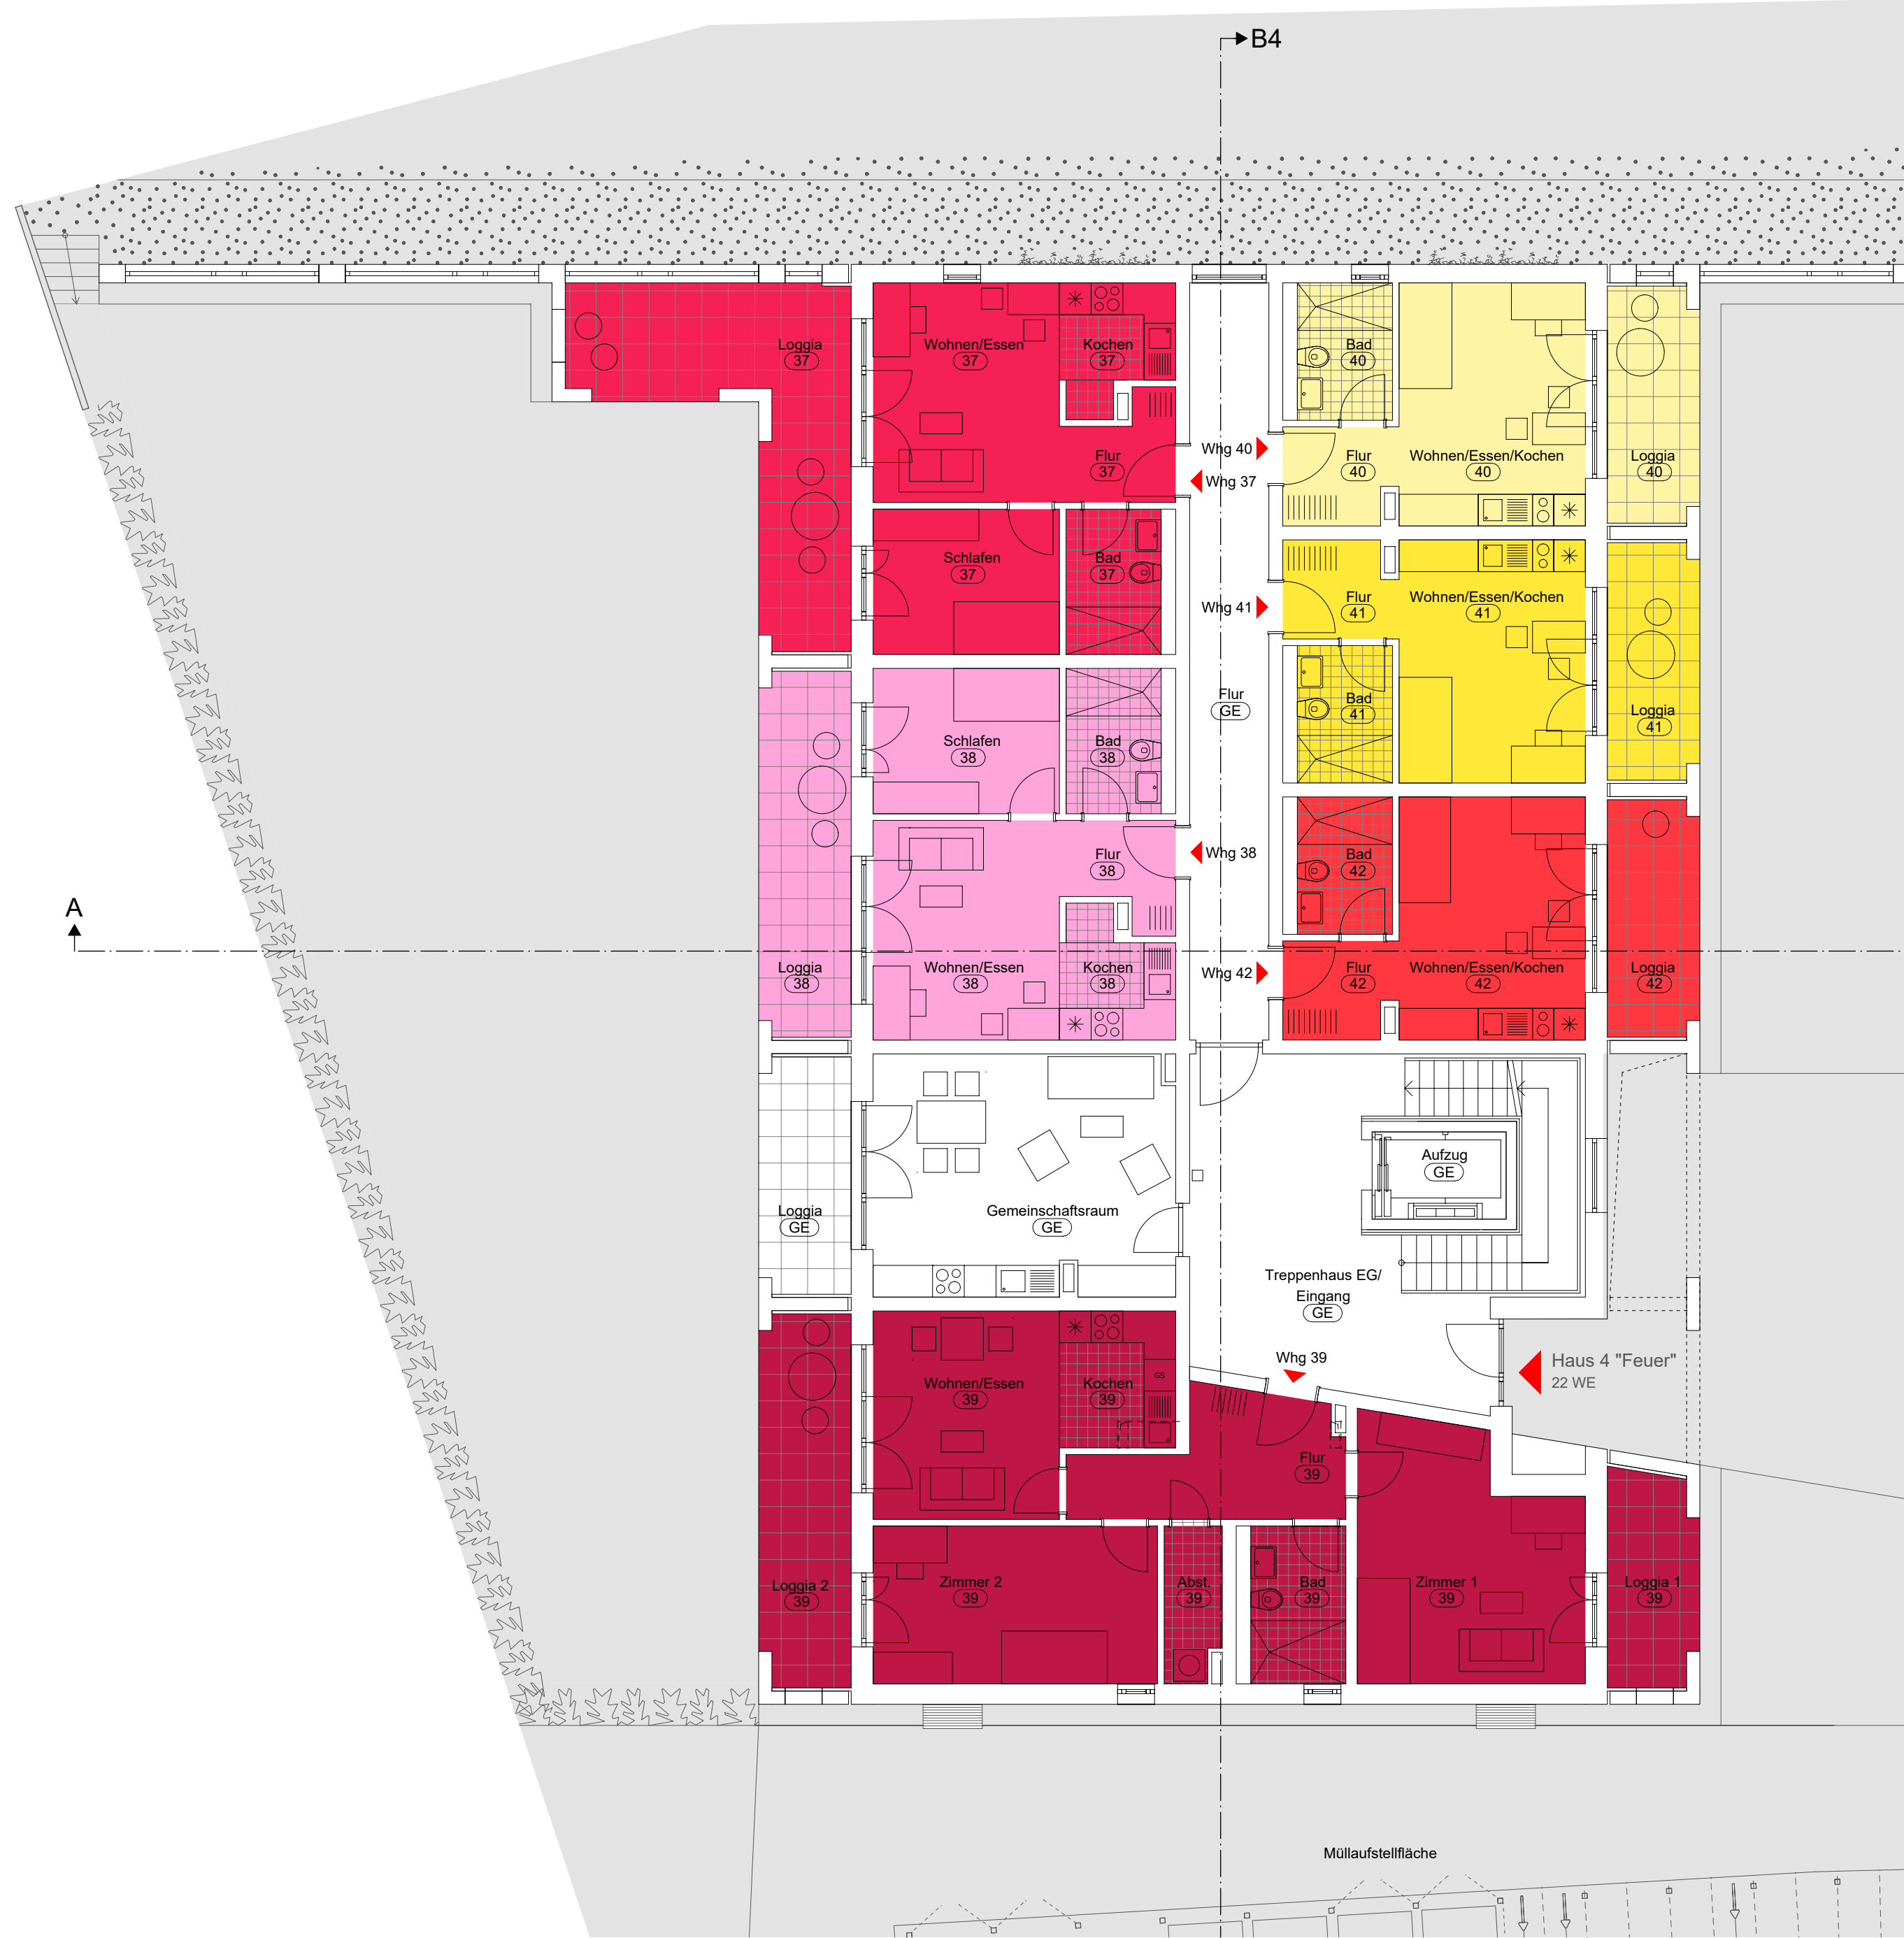 B4
Loggia
37
Wohnen/Essen
37
Kochen
37
Bad
40
Flur
37
Whg 40
Whg 37
Flur
40
Wohnen/Essen/Kochen
40
Loggia
40
Schlafen
37
Bad
37
Whg 41
Flur
41
Wohnen/Essen/Kochen
41
Flur
GE
Bad
41
Loggia
41
Schlafen
38
Bad
38
Flur
38
Whg 38
Bad
42
A
Loggia
38
Wohnen/Essen
38
Kochen
38
Whg 42
Flur
42
Wohnen/Essen/Kochen
42
Loggia
42
Aufzug
GE
Loggia
GE
Gemeinschaftsraum
GE
Treppenhaus EG/
Eingang
GE
Whg 39
Haus 4 "Feuer"
22 WE
Wohnen/Essen
39
Kochen
39
GS
Flur
39
Loggia 2
39
Zimmer 2
39
Abst.
39
Bad
39
Zimmer 1
39
Loggia 1
39
Müllaufstellfläche